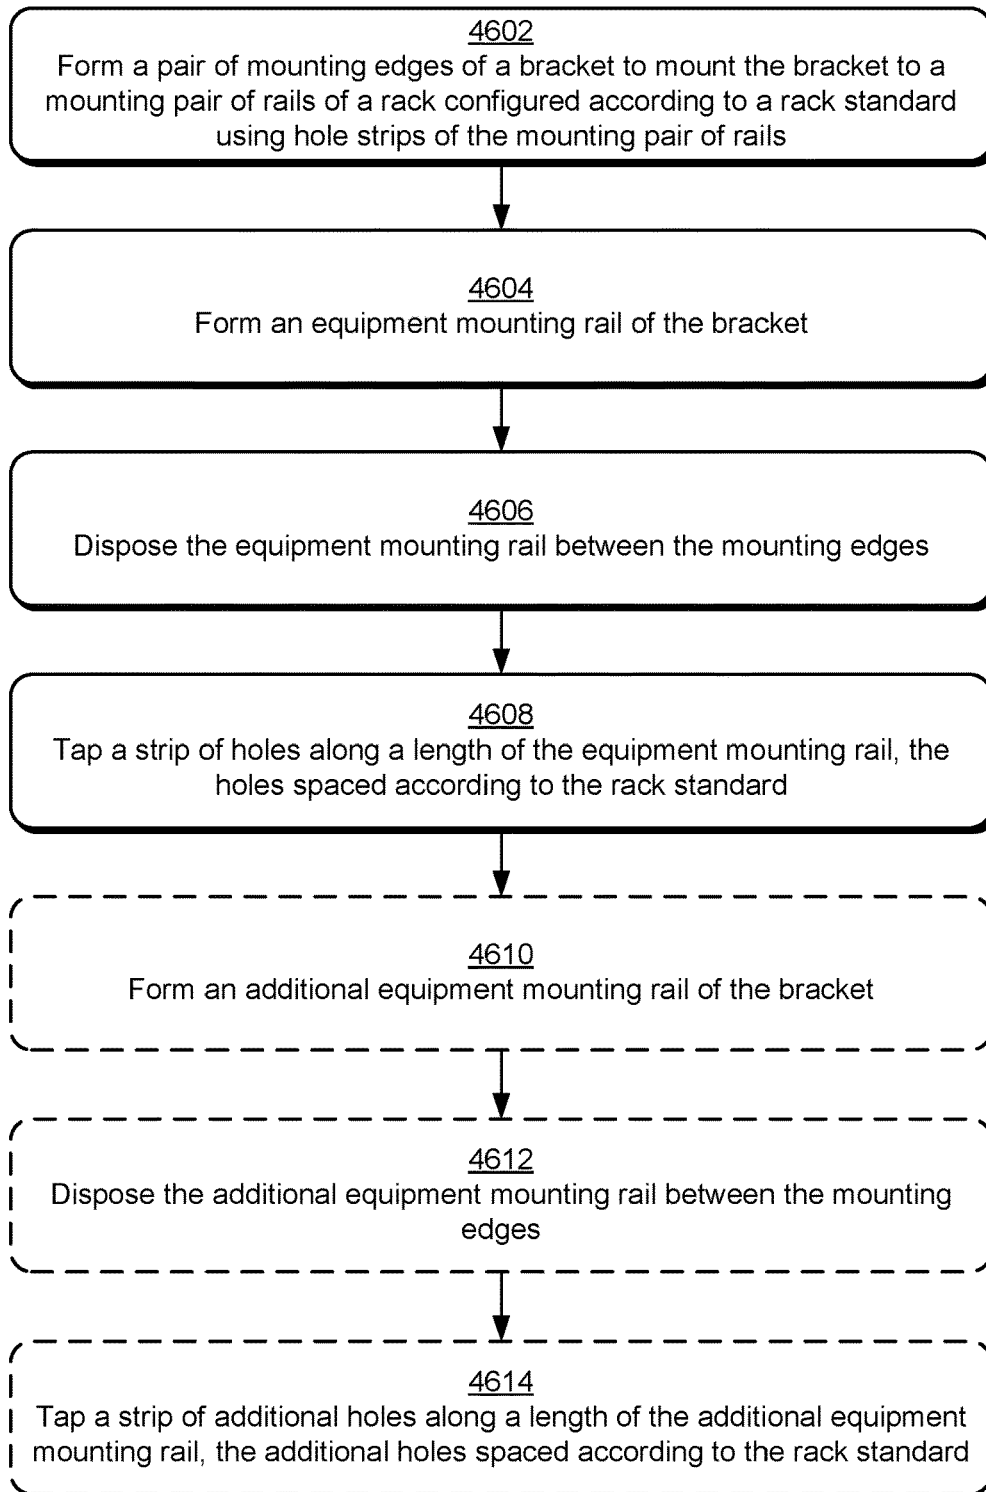 4602
Form a pair of mounting edges of a bracket to mount the bracket to a
mounting pair of rails of a rack configured according to a rack standard
using hole strips of the mounting pair of rails
4604
Form an equipment mounting rail of the bracket
4606
Dispose the equipment mounting rail between the mounting edges
4608
Tap a strip of holes along a length of the equipment mounting rail, the
holes spaced according to the rack standard
4610
Form an additional equipment mounting rail of the bracket
4612
Dispose the additional equipment mounting rail between the mounting
edges
4614
Tap a strip of additional holes along a length of the additional equipment
mounting rail, the additional holes spaced according to the rack standard